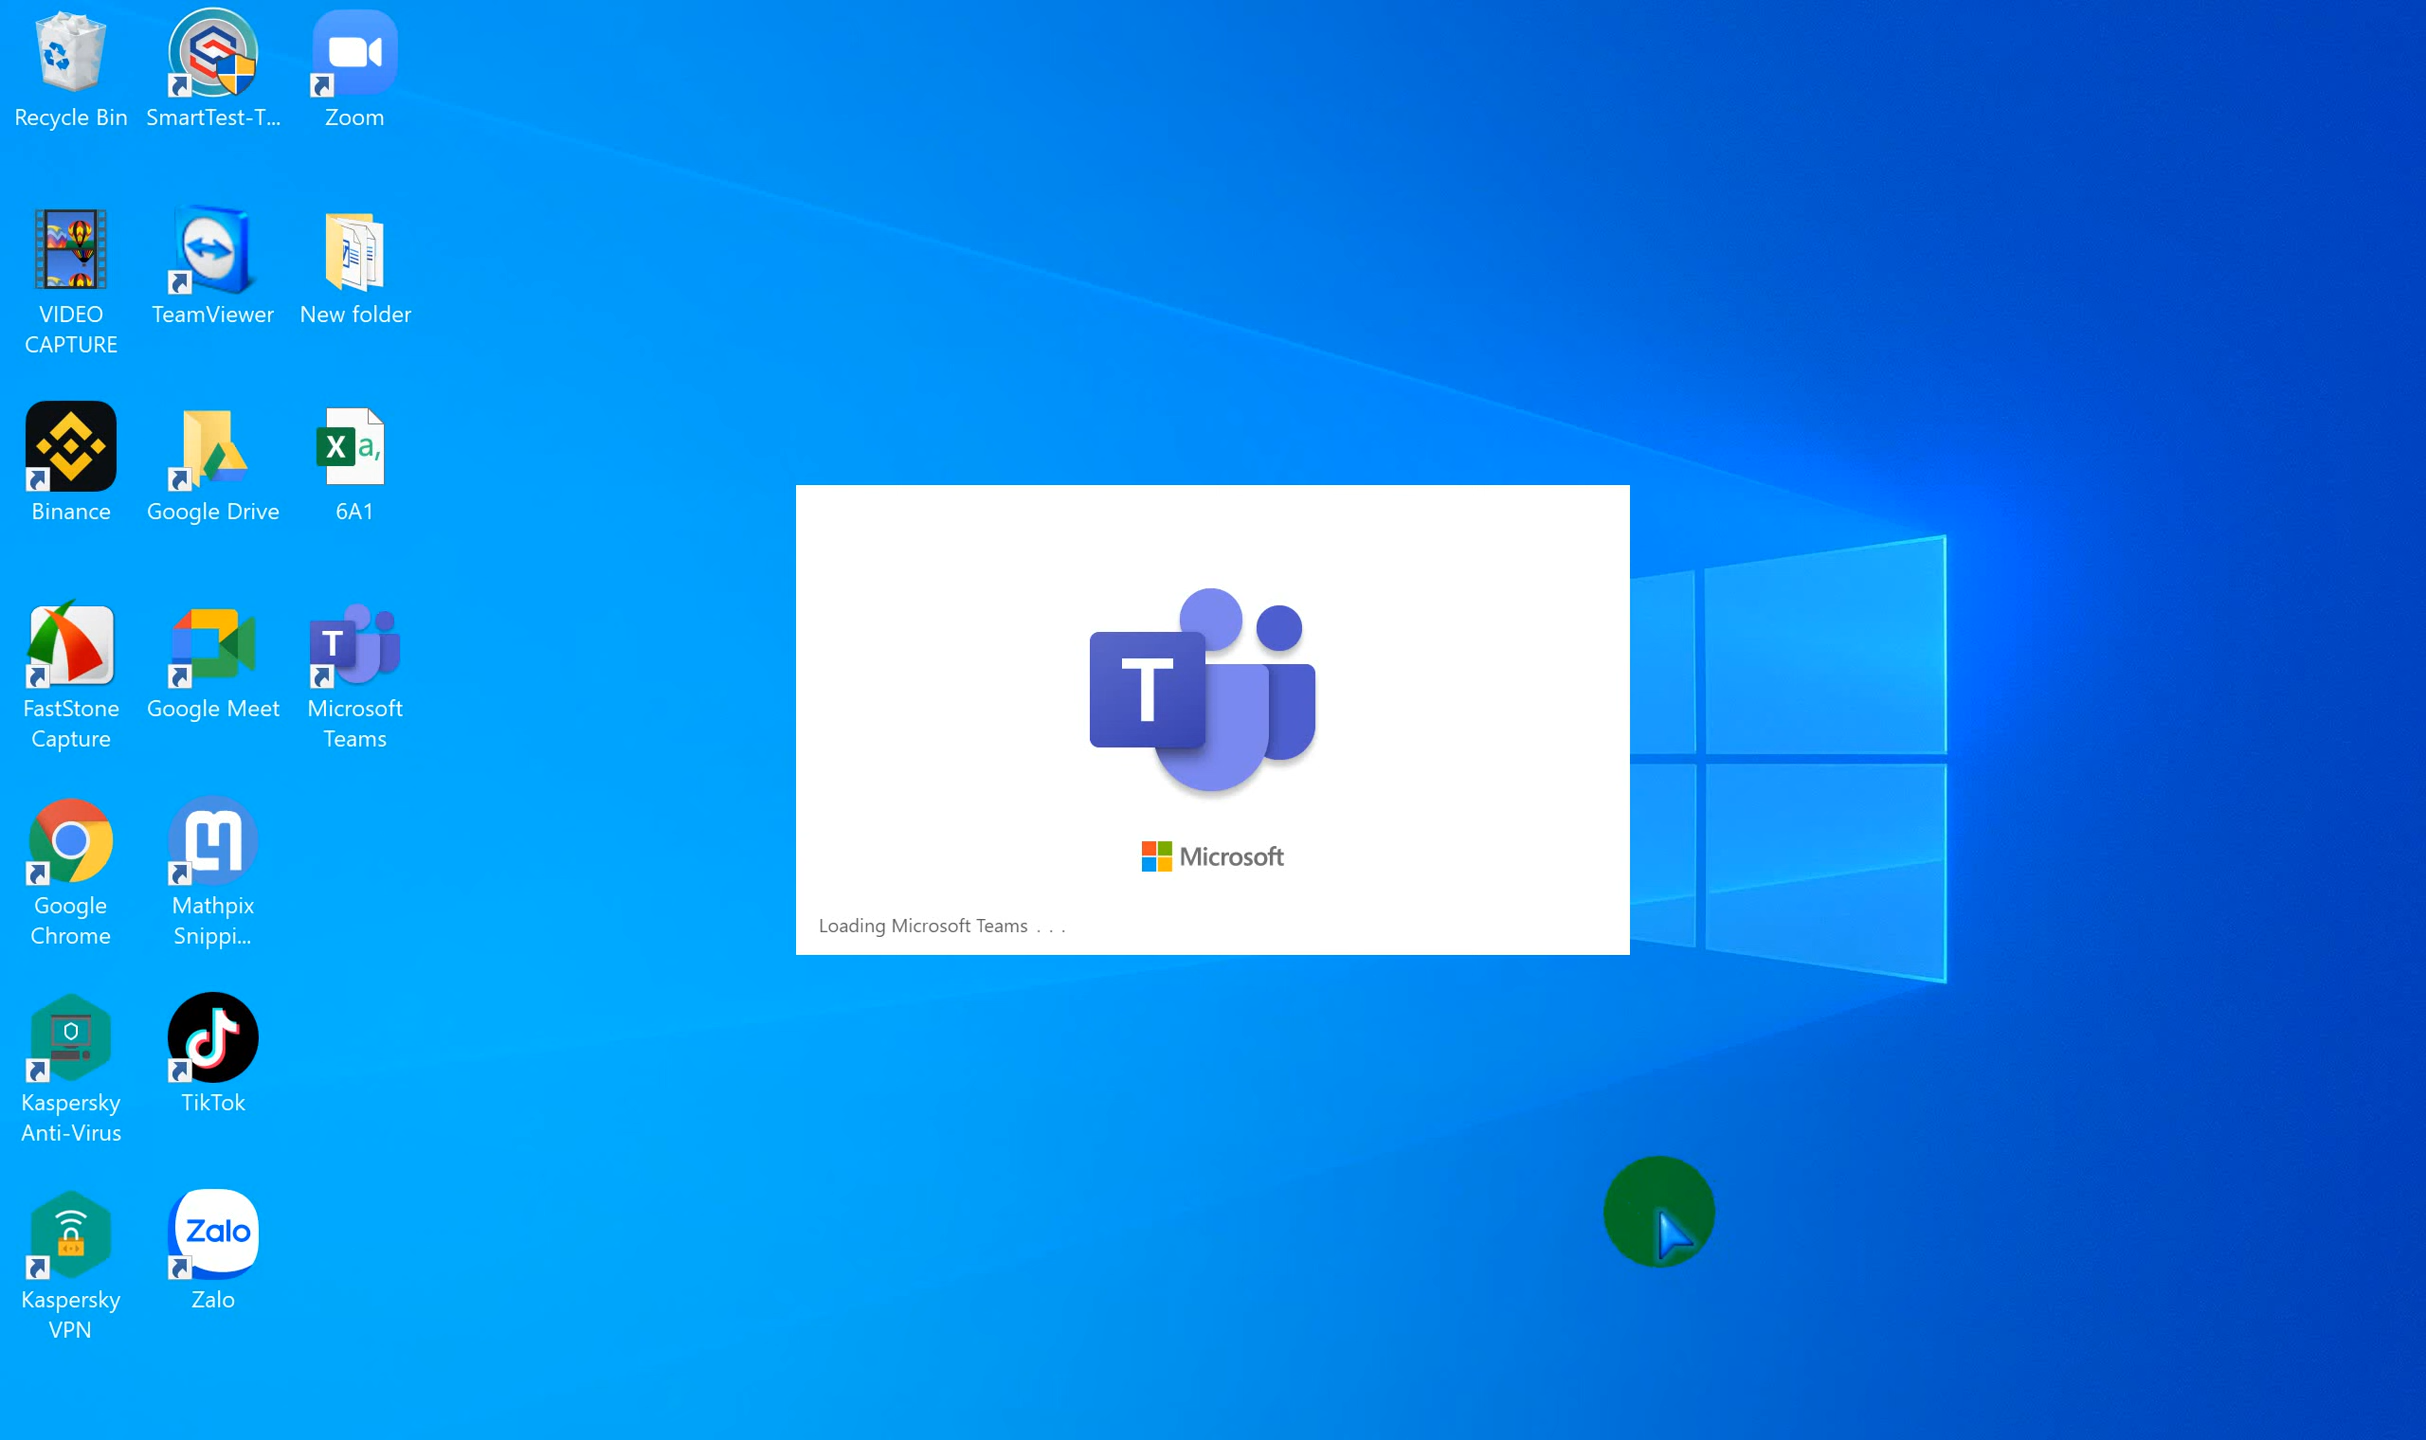 Recycle Bin
SmartTest-T...
Zoom
VIDEO
CAPTURE
TeamViewer
New folder
Binance
Google Drive
X a,
6A1
FastStone
Capture
Google Meet
T
Microsoft
Teams
Google
Chrome
Mathpix
Snippi...
Kaspersky
Anti-Virus
TikTok
Kaspersky
VPN
Zalo
Zalo
T
Microsoft
Loading Microsoft Teams . . .